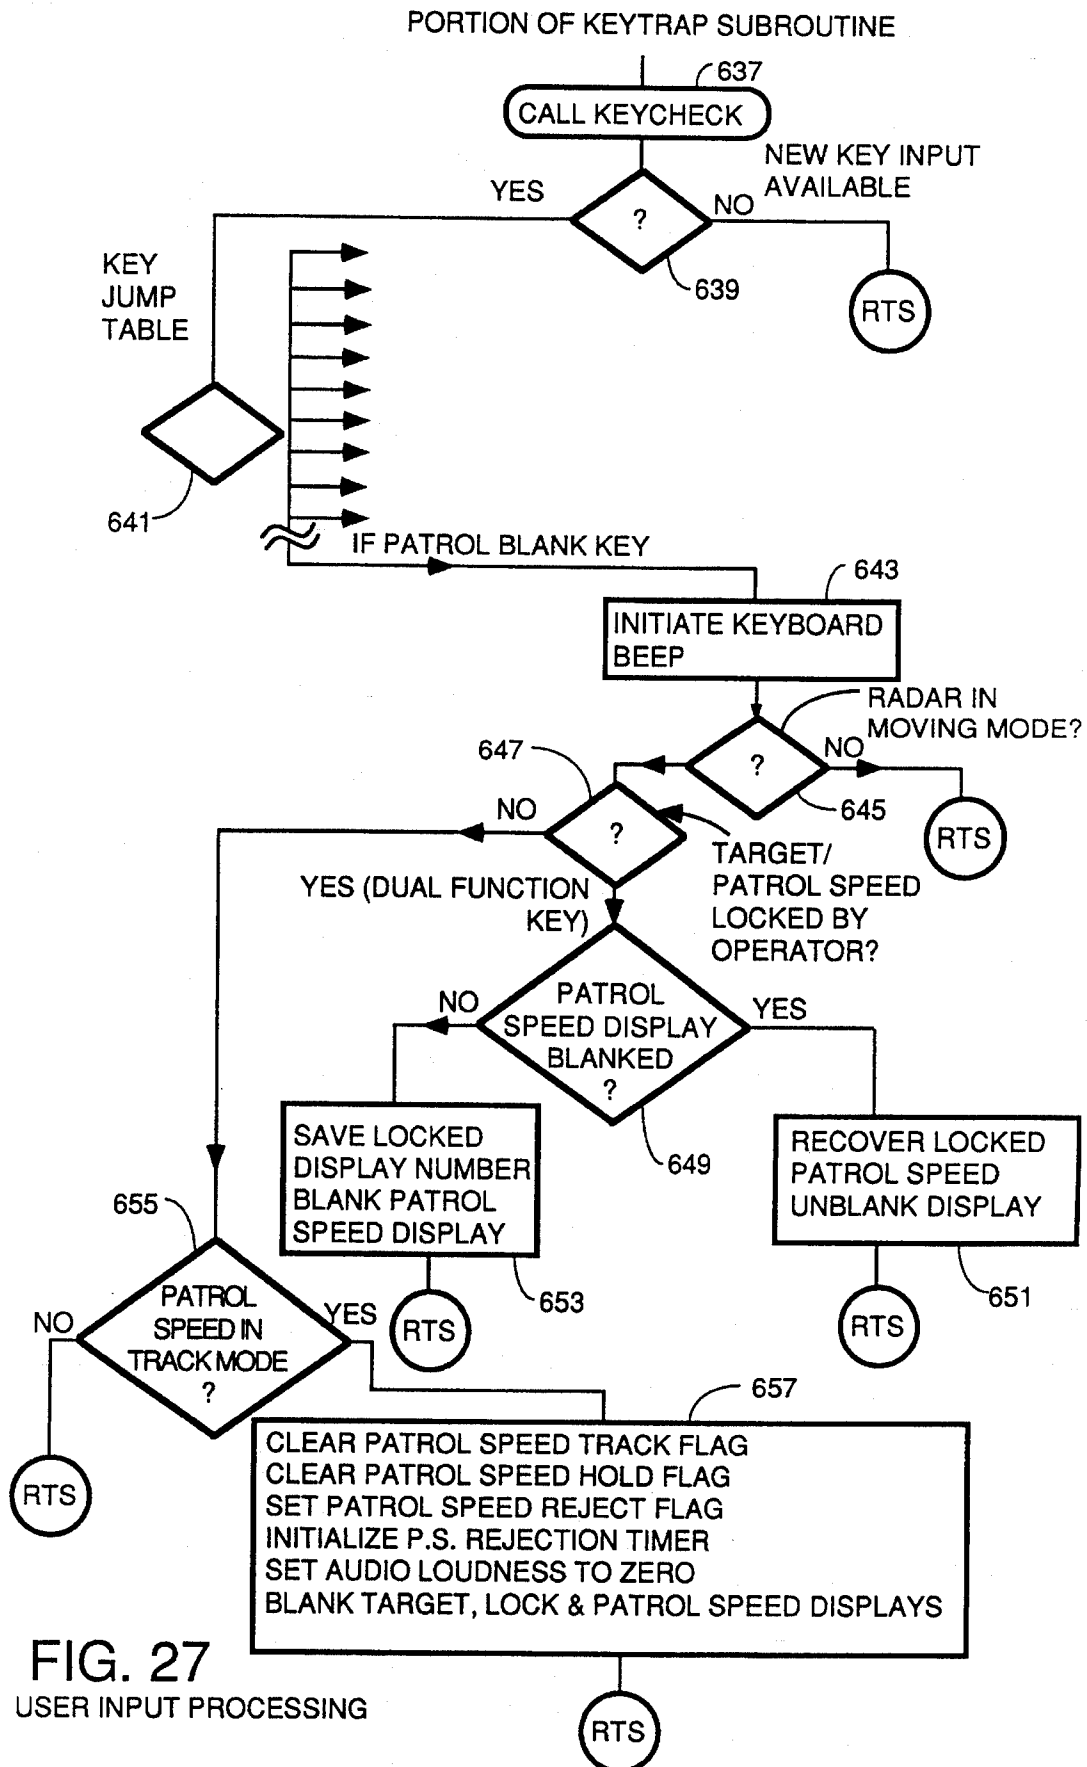 PORTION OF KEYTRAP SUBROUTINE
637
CALL KEYCHECK
NEW KEY INPUT
AVAILABLE
YES
?
NO
639
RTS
KEY
JUMP
TABLE
641
IF PATROL BLANK KEY
643
INITIATE KEYBOARD
BEEP
RADAR IN
MOVING MODE?
647
?
NO
645
RTS
NO
?
TARGET/
PATROL SPEED
LOCKED BY
OPERATOR?
YES (DUAL FUNCTION
KEY)
NO
PATROL
SPEED DISPLAY
BLANKED
?
YES
649
SAVE LOCKED
DISPLAY NUMBER
BLANK PATROL
SPEED DISPLAY
653
RTS
RECOVER LOCKED
PATROL SPEED
UNBLANK DISPLAY
651
RTS
655
NO
PATROL
SPEED IN
TRACK MODE
?
YES
RTS
657
CLEAR PATROL SPEED TRACK FLAG
CLEAR PATROL SPEED HOLD FLAG
SET PATROL SPEED REJECT FLAG
INITIALIZE P.S. REJECTION TIMER
SET AUDIO LOUDNESS TO ZERO
BLANK TARGET, LOCK & PATROL SPEED DISPLAYS
RTS
FIG. 27
USER INPUT PROCESSING